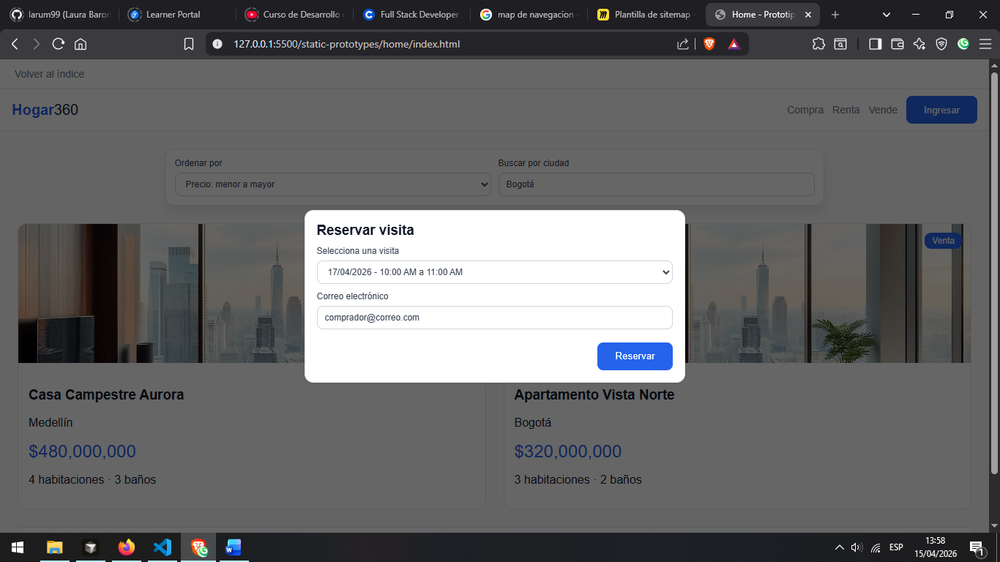 larum99 (Laura Baron
Learner Portal
Curso de Desarrollo
Full Stack Developer
map de navegacion
Plantilla de sitemap
Home - Prototip
127.0.0.1:5500/static-prototypes/home/index.html
Volver al índice
Hogar360
Compra Renta Vende Ingresar
Ordenar por
Precio: menor a mayor
Buscar por ciudad
Bogotá
Venta
Reservar visita
Selecciona una visita
17/04/2026 - 10:00 AM a 11:00 AM
Correo electrónico
comprador@correo.com
Reservar
Casa Campestre Aurora
Medellín
$480,000,000
4 habitaciones · 3 baños
Apartamento Vista Norte
Bogotá
$320,000,000
3 habitaciones · 2 baños
ESP
13:58
15/04/2026
1